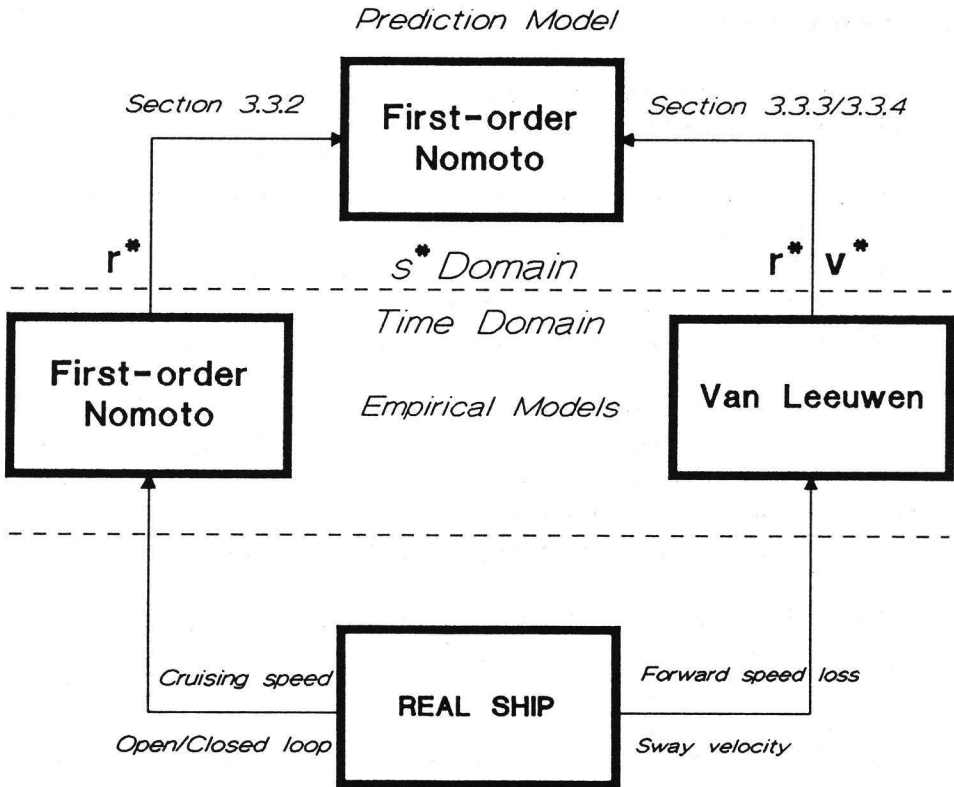 Prediction Model
Section 3.3.2
First-order
Nomoto
Section 3.3.3/3.3.4
r*
s* Domain
r* v*
Time Domain
First-order
Nomoto
Empirical Models
Van Leeuwen
Cruising speed
Open/Closed loop
REAL SHIP
Forward speed loss
Sway velocity